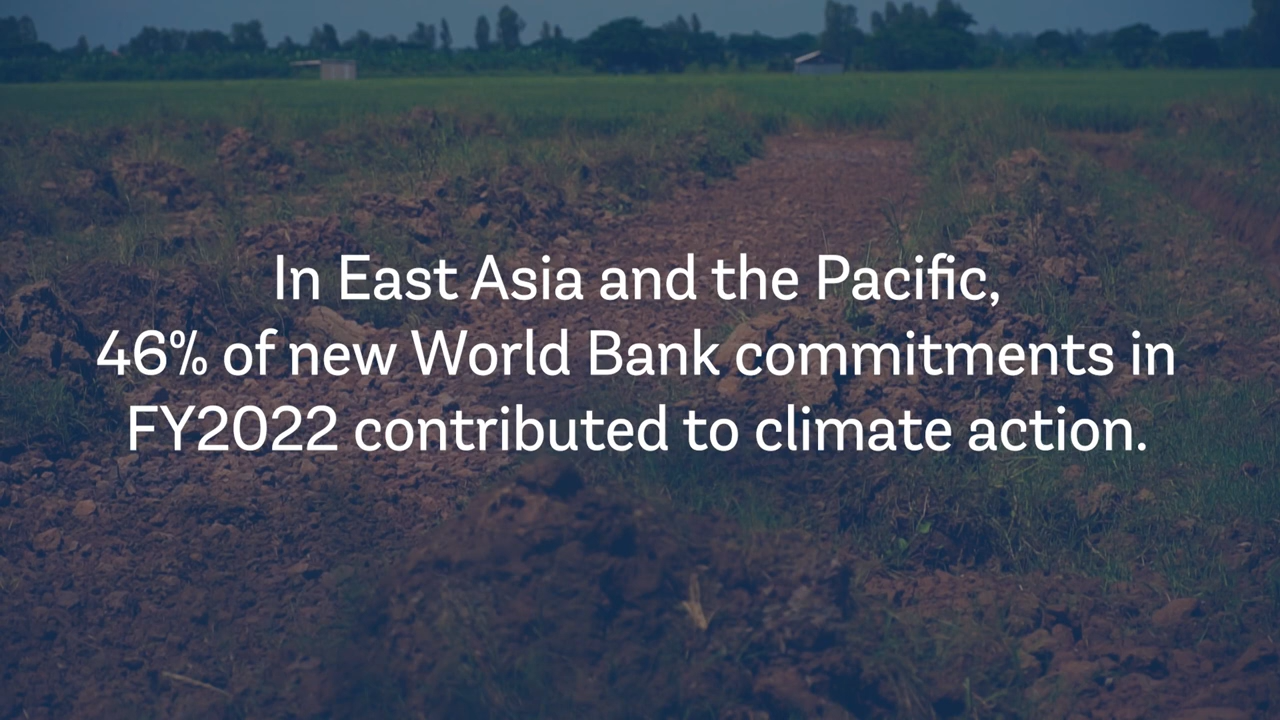 In East Asia and the Pacific,
46% of new World Bank commitments in
FY2022 contributed to climate action.